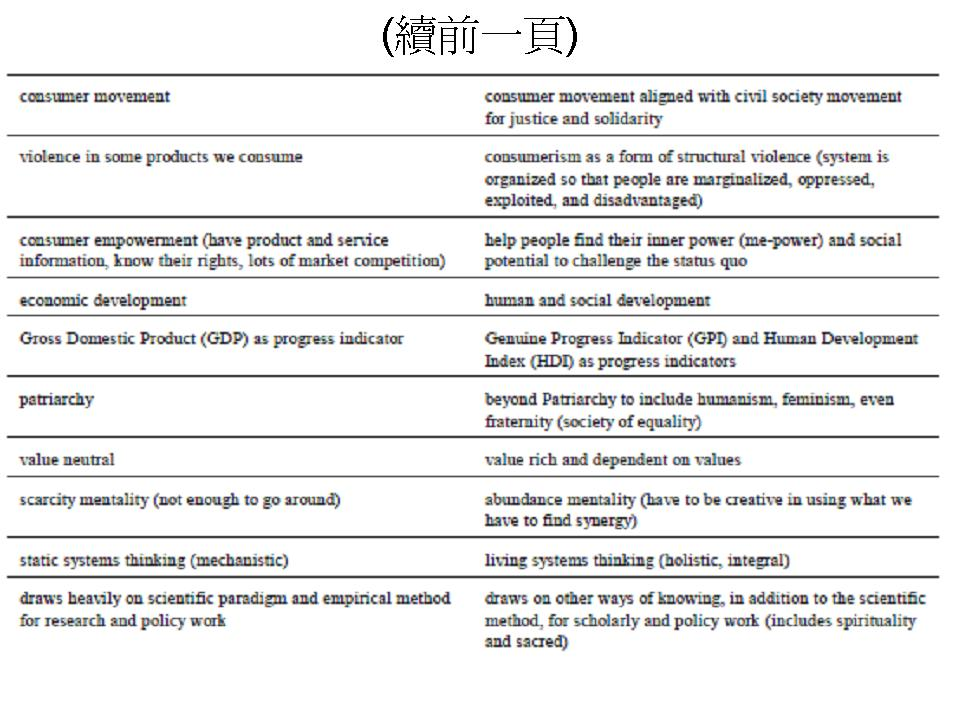 (續前一頁)
consumer movement
consumer movement aligned with civil society movement
for justice and solidarity
violence in some products we consume
consumerism as a form of structural violence (system is
organized so that people are marginalized, oppressed,
exploited, and disadvantaged)
consumer empowerment (have product and service
information, know their rights, lots of market competition)
help people find their inner power (me-power) and social
potential to challenge the status quo
economic development
human and social development
Gross Domestic Product (GDP) as progress indicator
Genuine Progress Indicator (GPI) and Human Development
Index (HDI) as progress indicators
patriarchy
beyond Patriarchy to include humanism, feminism, even
fraternity (society of equality)
value neutral
value rich and dependent on values
scarcity mentality (not enough to go around)
abundance mentality (have to be creative in using what we
have to find synergy)
static systems thinking (mechanistic)
living systems thinking (holistic, integral)
draws heavily on scientific paradigm and empirical method
for research and policy work
draws on other ways of knowing, in addition to the scientific
method, for scholarly and policy work (includes spirituality
and sacred)